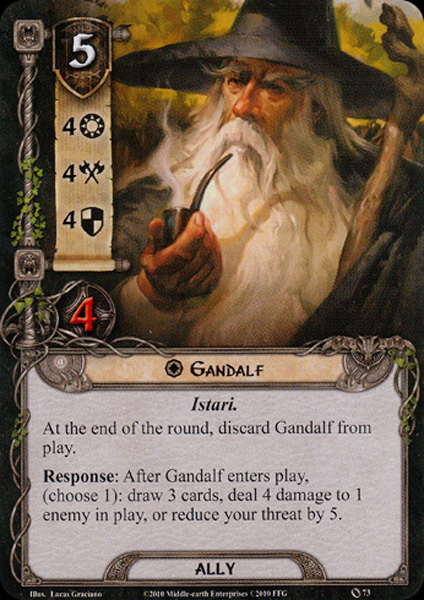 5
4
4
4
4
Gandalf
Istari.
At the end of the round, discard Gandalf from
play.
Response: After Gandalf enters play,
(choose 1): draw 3 cards, deal 4 damage to 1
enemy in play, or reduce your threat by 5.
ALLY
Illus. Lucas Graciano ©2010 Middle-earth Enterprises ©2010 FFG 73